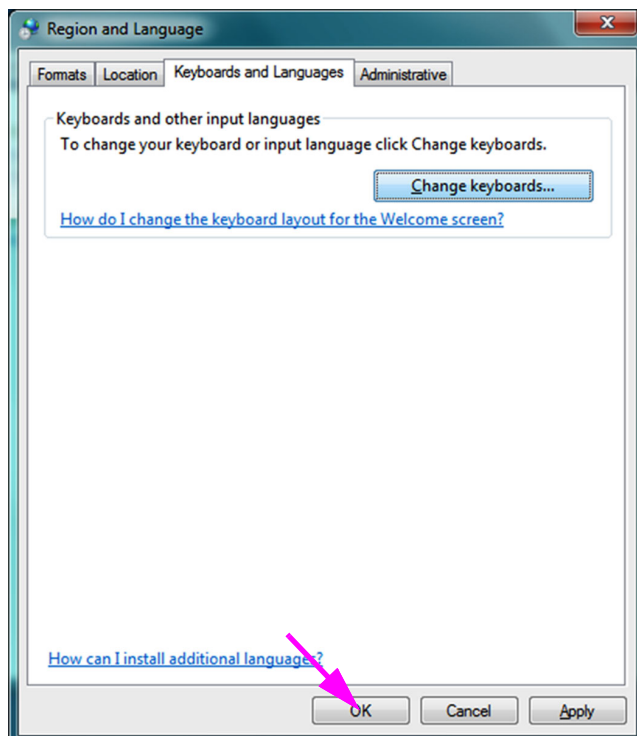 Region and Language
Formats Location Keyboards and Languages Administrative
Keyboards and other input languages
To change your keyboard or input language click Change keyboards.
Change keyboards...
How do I change the keyboard layout for the Welcome screen?
How can I install additional languages?
OK Cancel Apply